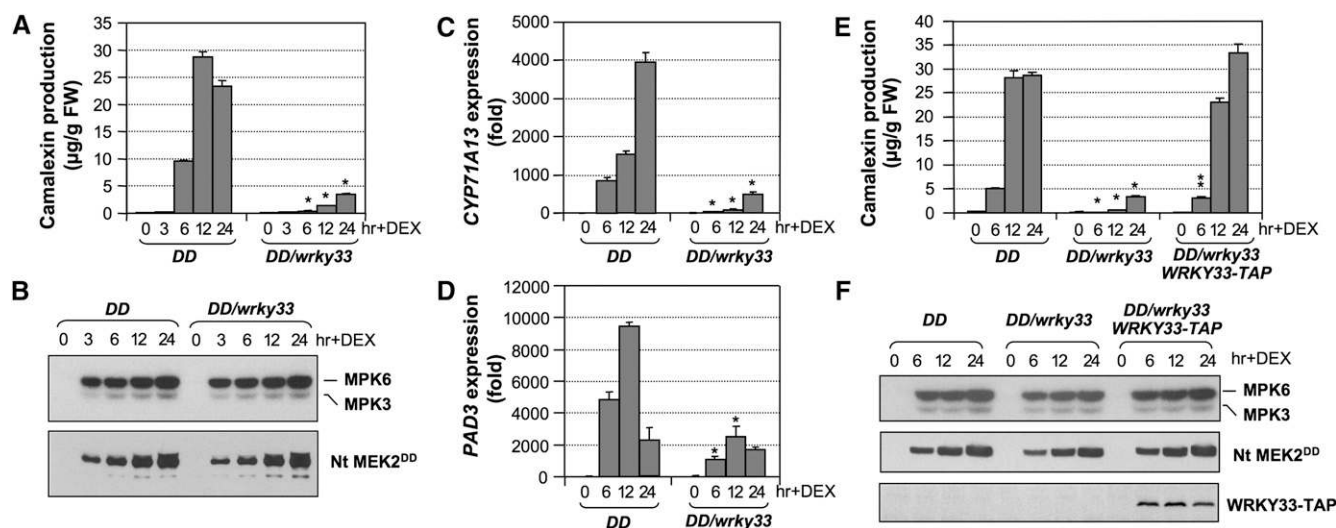 A
Camalexin production
(µg/g FW)
35
30
25
20
15
10
5
0
0 3 6 12 24 0 3 6 12 24 hr+DEX
DD DD/wrky33
* * *
B
DD DD/wrky33
0 3 6 12 24 0 3 6 12 24 hr+DEX
MPK6
MPK3
Nt MEK2DD
C
CYP71A13 expression
(fold)
5000
4000
3000
2000
1000
0
* * *
0 6 12 24 0 6 12 24 hr+DEX
DD DD/wrky33
D
PAD3 expression
(fold)
12000
10000
8000
6000
4000
2000
0
* *
0 6 12 24 0 6 12 24 hr+DEX
DD DD/wrky33
E
Camalexin production
(µg/g FW)
40
35
30
25
20
15
10
5
0
* * * **
0 6 12 24 0 6 12 24 0 6 12 24 hr+DEX
DD DD/wrky33 DD/wrky33
WRKY33-TAP
F
DD DD/wrky33 DD/wrky33
WRKY33-TAP
0 6 12 24 0 6 12 24 0 6 12 24 hr+DEX
MPK6
MPK3
Nt MEK2DD
WRKY33-TAP